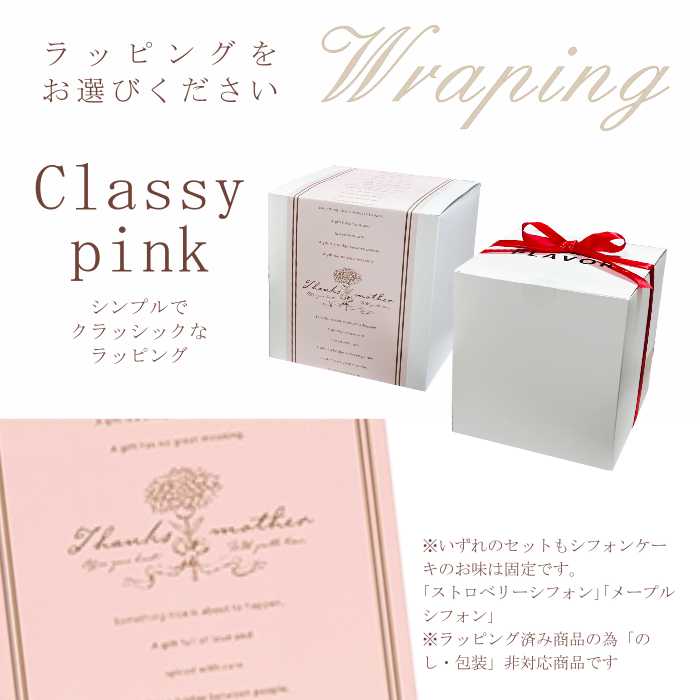 ラッピングを
お選びください
Wraping
Classy
pink
シンプルで
クラッシックな
ラッピング
Thanks mother
FLAVOR
A gift has no great meaning.
Thanks mother
Something nice is about to happen.
A gift full of love and
spiced with care
※いずれのセットもシフォンケー
キのお味は固定です。
「ストロベリーシフォン」「メープル
シフォン」
※ラッピング済み商品の為「の
し・包装」非対応商品です